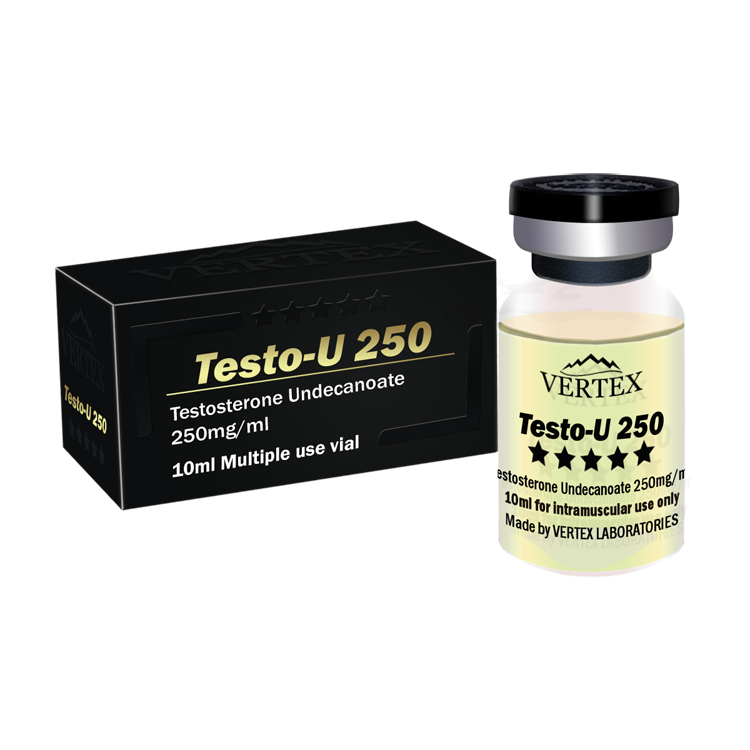 VERTEX
VERTEX
Testo-U 250
Testo-U 250
Testosterone Undecanoate
250mg/ml
10ml Multiple use vial
VERTEX
Testo-U 250
estosterone Undecanoate 250mg/m
10ml for intramuscular use only
Made by VERTEX LABORATORIES